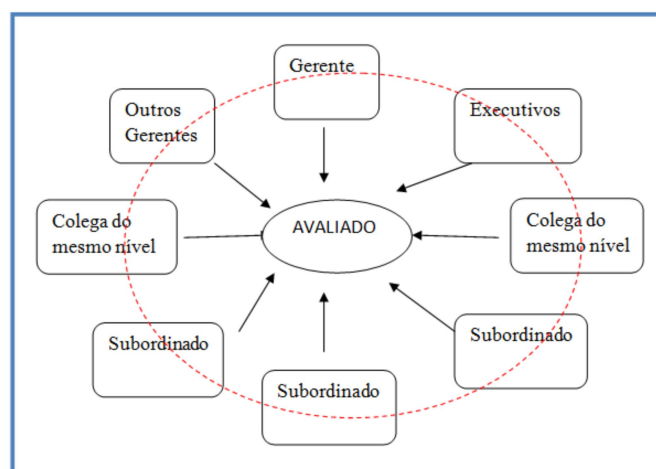 Gerente
Outros
Gerentes
Executivos
Colega do
mesmo nível
AVALIADO
Colega do
mesmo nível
Subordinado
Subordinado
Subordinado